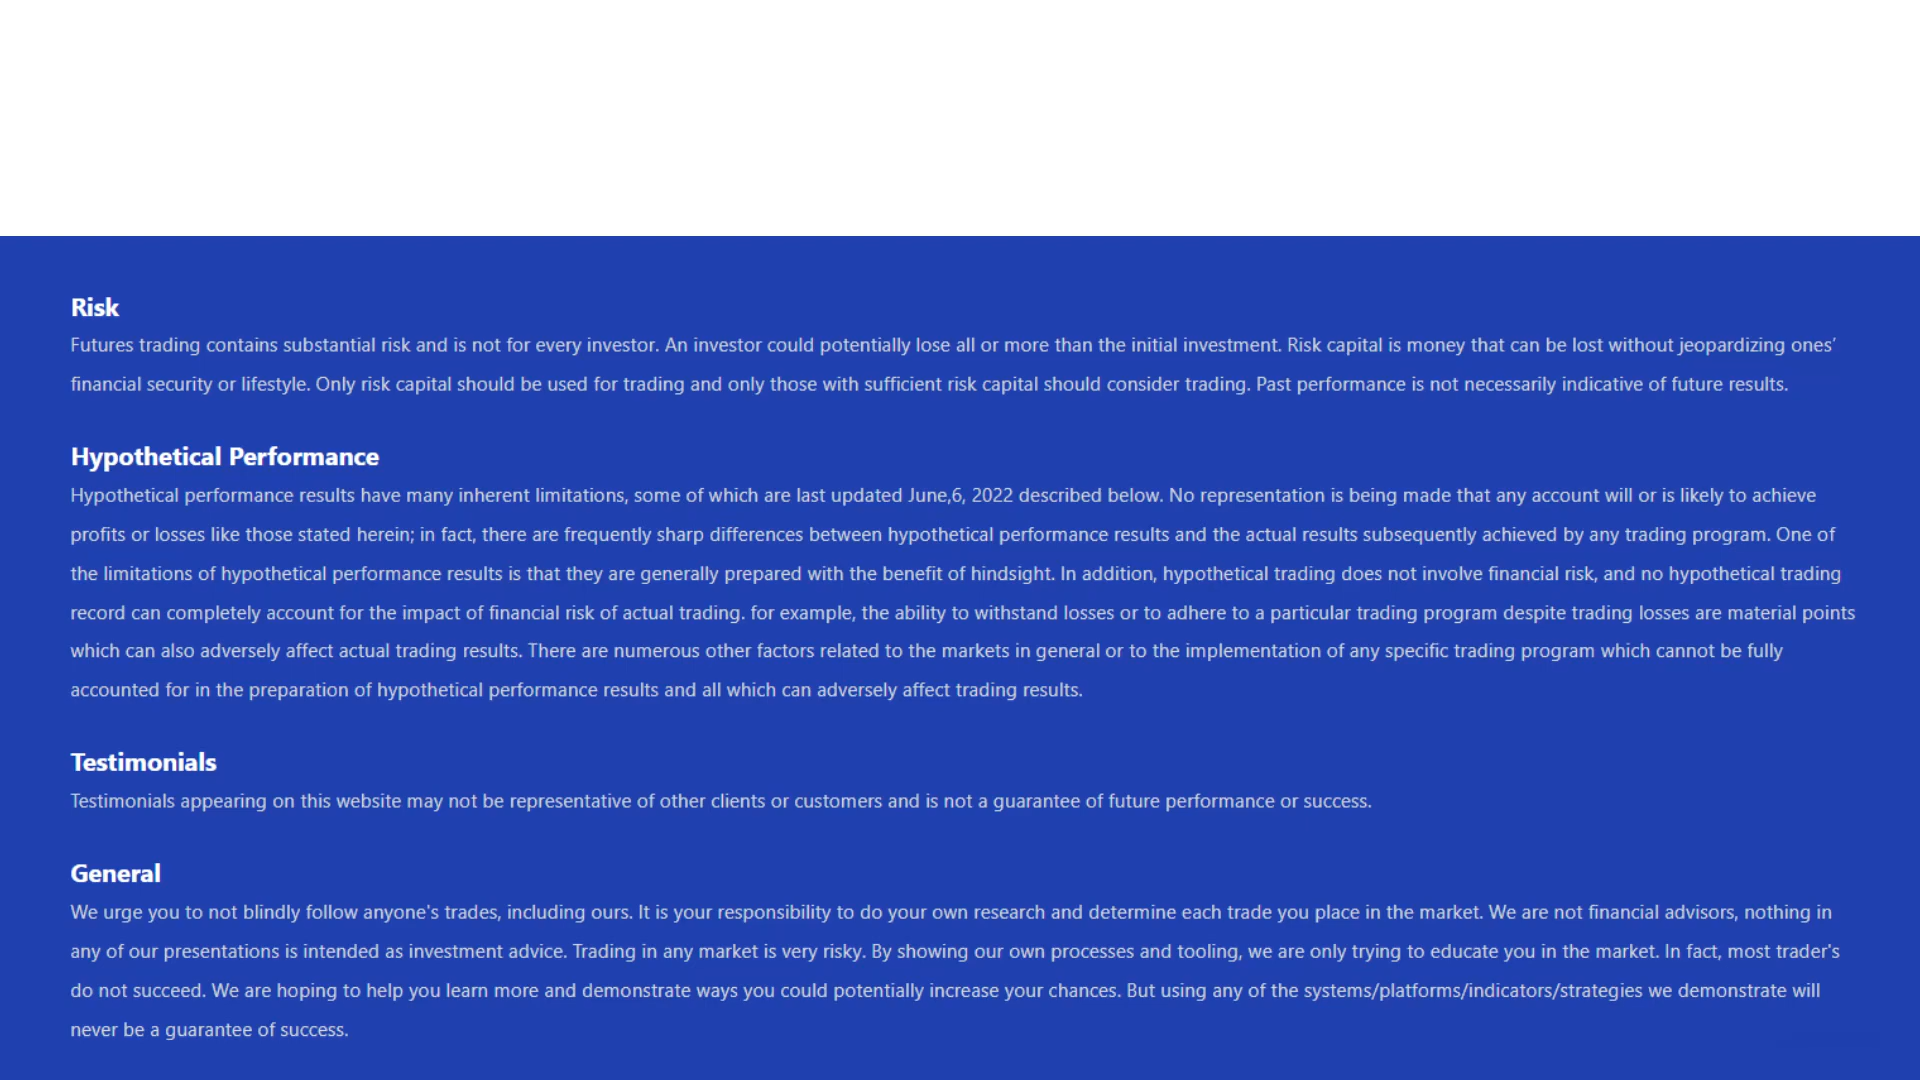 Risk
Futures trading contains substantial risk and is not for every investor. An investor could potentially lose all or more than the initial investment. Risk capital is money that can be lost without jeopardizing ones’
financial security or lifestyle. Only risk capital should be used for trading and only those with sufficient risk capital should consider trading. Past performance is not necessarily indicative of future results.
Hypothetical Performance
Hypothetical performance results have many inherent limitations, some of which are last updated June,6, 2022 described below. No representation is being made that any account will or is likely to achieve
profits or losses like those stated herein; in fact, there are frequently sharp differences between hypothetical performance results and the actual results subsequently achieved by any trading program. One of
the limitations of hypothetical performance results is that they are generally prepared with the benefit of hindsight. In addition, hypothetical trading does not involve financial risk, and no hypothetical trading
record can completely account for the impact of financial risk of actual trading. for example, the ability to withstand losses or to adhere to a particular trading program despite trading losses are material points
which can also adversely affect actual trading results. There are numerous other factors related to the markets in general or to the implementation of any specific trading program which cannot be fully
accounted for in the preparation of hypothetical performance results and all which can adversely affect trading results.
Testimonials
Testimonials appearing on this website may not be representative of other clients or customers and is not a guarantee of future performance or success.
General
We urge you to not blindly follow anyone's trades, including ours. It is your responsibility to do your own research and determine each trade you place in the market. We are not financial advisors, nothing in
any of our presentations is intended as investment advice. Trading in any market is very risky. By showing our own processes and tooling, we are only trying to educate you in the market. In fact, most trader's
do not succeed. We are hoping to help you learn more and demonstrate ways you could potentially increase your chances. But using any of the systems/platforms/indicators/strategies we demonstrate will
never be a guarantee of success.